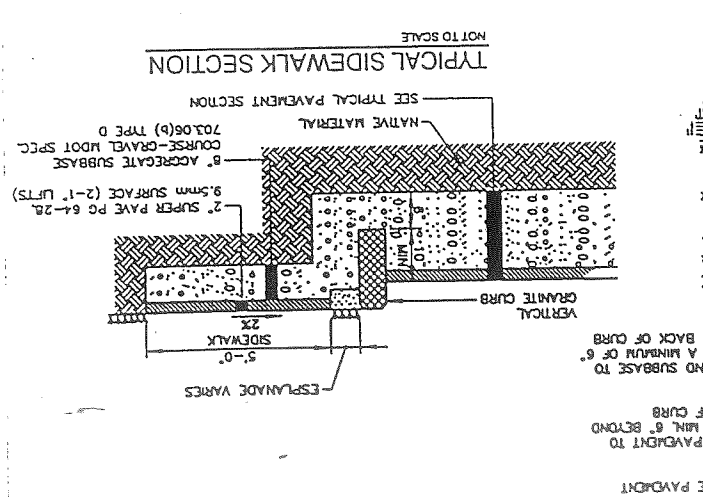 E PAVEMENT
PAVEMENT TO
MIN. 6" BEYOND
F CURB
ND SUBBASE TO
A MINIMUM OF 6"
BACK OF CURB
ESPLANADE VARIES
5'-0"
SIDEWALK
2%
VERTICAL
GRANITE CURB
2" SUPER PAVE PG 64-28,
9.5mm SURFACE (2-1" LIFTS)
8" AGGREGATE SUBBASE
COURSE-GRAVEL MDOT SPEC.
703.06(b) TYPE D
MIN
NATIVE MATERIAL
SEE TYPICAL PAVEMENT SECTION
TYPICAL SIDEWALK SECTION
NOT TO SCALE